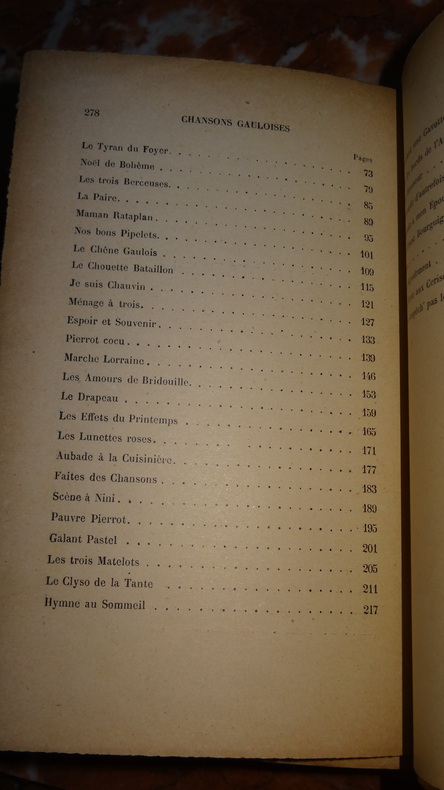 278
CHANSONS GAULOISES
Pages
Le Tyran du Foyer. . . . . . . . . . . . . . 73
Noël de Bohême . . . . . . . . . . . . . . 79
Les trois Berceuses. . . . . . . . . . . . . . 85
La Paire. . . . . . . . . . . . . . . . . 89
Maman Rataplan . . . . . . . . . . . . . . 95
Nos bons Pipelets. . . . . . . . . . . . . . 101
Le Chêne Gaulois . . . . . . . . . . . . . . 109
Le Chouette Bataillon . . . . . . . . . . . . . 115
Je suis Chauvin . . . . . . . . . . . . . . 121
Ménage à trois. . . . . . . . . . . . . . . 127
Espoir et Souvenir. . . . . . . . . . . . . . 133
Pierrot cocu . . . . . . . . . . . . . . . 139
Marche Lorraine . . . . . . . . . . . . . . 146
Les Amours de Bridouille. . . . . . . . . . . . 153
Le Drapeau . . . . . . . . . . . . . . . . 159
Les Effets du Printemps . . . . . . . . . . . . 165
Les Lunettes roses. . . . . . . . . . . . . . 171
Aubade à la Cuisinière. . . . . . . . . . . . . 177
Faites des Chansons . . . . . . . . . . . . . 183
Scène à Nini . . . . . . . . . . . . . . . 189
Pauvre Pierrot. . . . . . . . . . . . . . . 195
Galant Pastel . . . . . . . . . . . . . . . 201
Les trois Matelots . . . . . . . . . . . . . . 205
Le Clyso de la Tante . . . . . . . . . . . . . 211
Hymne au Sommeil . . . . . . . . . . . . . . 217